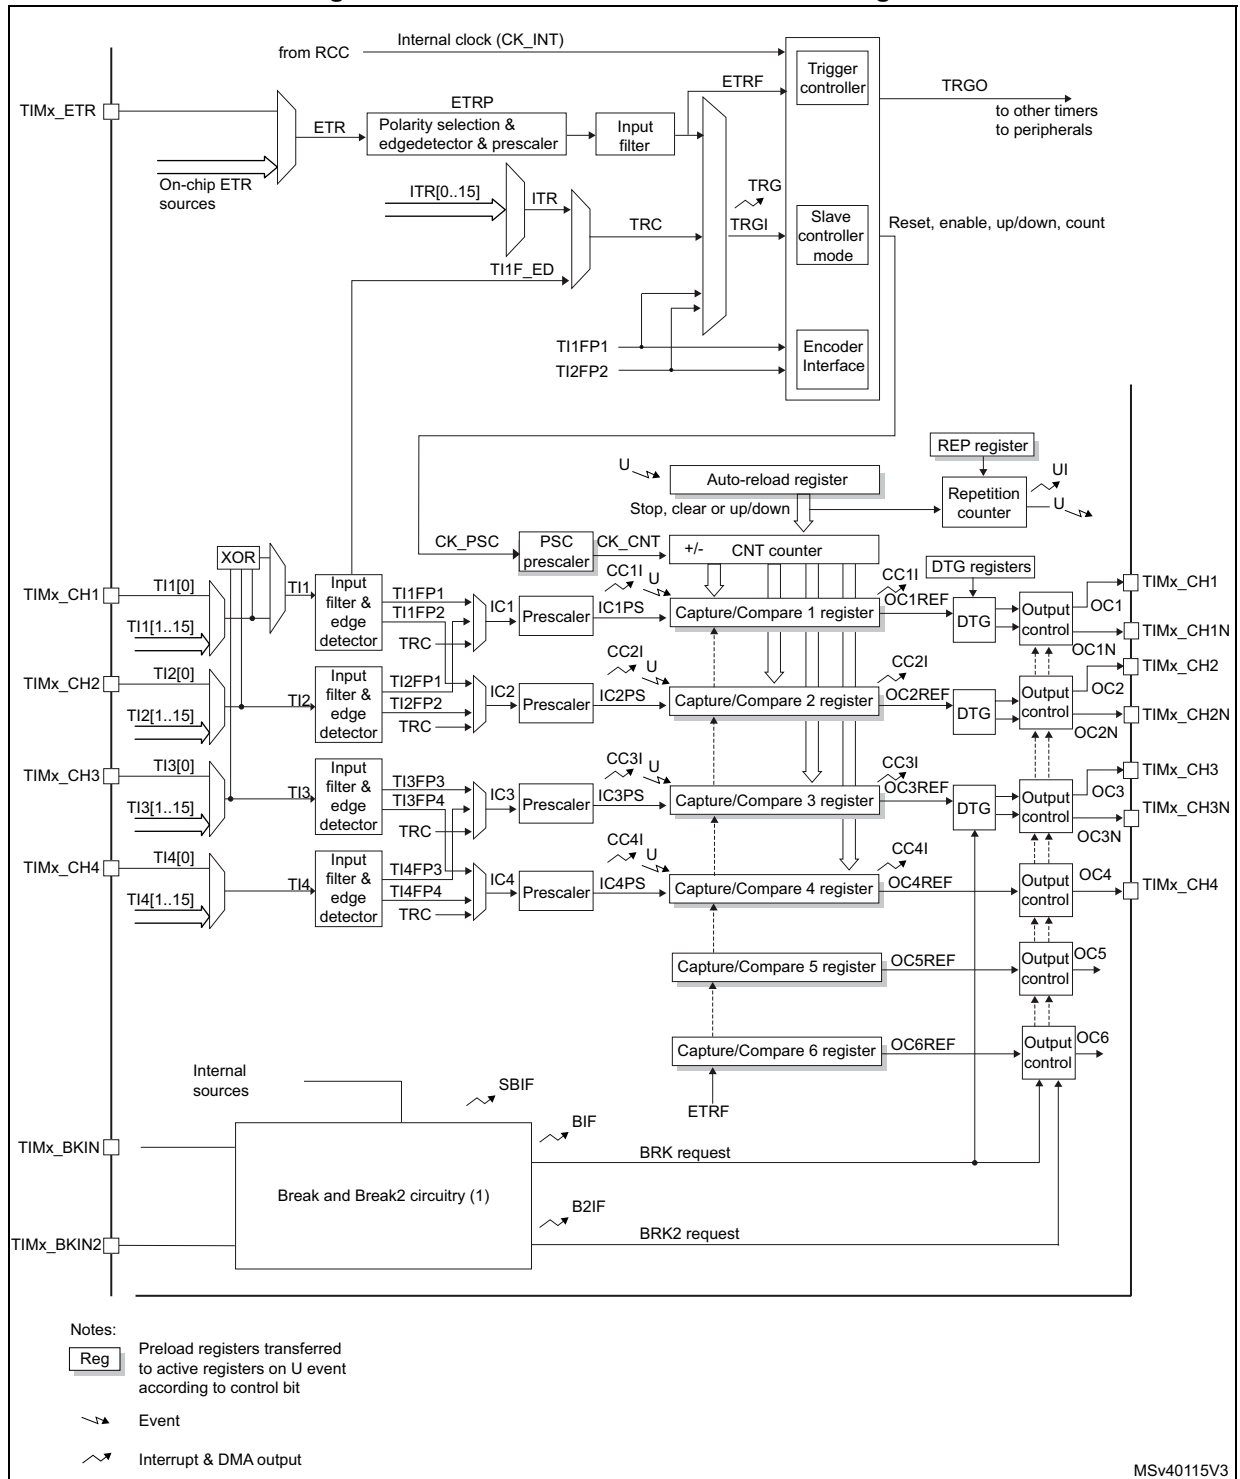 Internal clock (CK_INT)
from RCC
Trigger
controller
ETRF
TRGO
to other timers
to peripherals
TIMx_ETR
ETR
ETRP
Polarity selection &
edgedetector & prescaler
Input
filter
On-chip ETR
sources
ITR[0..15]
ITR
TRC
TRG
TRGI
Slave
controller
mode
Reset, enable, up/down, count
TI1F_ED
TI1FP1
TI2FP2
Encoder
Interface
REP register
U
Auto-reload register
Repetition
counter
UI
U
Stop, clear or up/down
CK_PSC
PSC
prescaler
CK_CNT
+/-
CNT counter
DTG registers
XOR
TIMx_CH1
TI1[0]
TI1[1..15]
TI1
Input
filter &
edge
detector
TI1FP1
TI1FP2
TRC
IC1
Prescaler
IC1PS
CC1I
U
Capture/Compare 1 register
CC1I
OC1REF
DTG
Output
control
OC1
OC1N
TIMx_CH1
TIMx_CH1N
TIMx_CH2
TI2[0]
TI2[1..15]
TI2
Input
filter &
edge
detector
TI2FP1
TI2FP2
TRC
IC2
Prescaler
IC2PS
CC2I
U
Capture/Compare 2 register
CC2I
OC2REF
DTG
Output
control
OC2
OC2N
TIMx_CH2
TIMx_CH2N
TIMx_CH3
TI3[0]
TI3[1..15]
TI3
Input
filter &
edge
detector
TI3FP3
TI3FP4
TRC
IC3
Prescaler
IC3PS
CC3I
U
Capture/Compare 3 register
CC3I
OC3REF
DTG
Output
control
OC3
OC3N
TIMx_CH3
TIMx_CH3N
TIMx_CH4
TI4[0]
TI4[1..15]
TI4
Input
filter &
edge
detector
TI4FP3
TI4FP4
TRC
IC4
Prescaler
IC4PS
CC4I
U
Capture/Compare 4 register
CC4I
OC4REF
Output
control
OC4
TIMx_CH4
Capture/Compare 5 register
OC5REF
Output
control
OC5
Capture/Compare 6 register
OC6REF
Output
control
OC6
ETRF
Internal
sources
SBIF
TIMx_BKIN
BIF
BRK request
Break and Break2 circuitry (1)
B2IF
TIMx_BKIN2
BRK2 request
Notes:
Reg
Preload registers transferred
to active registers on U event
according to control bit
Event
Interrupt & DMA output
MSv40115V3